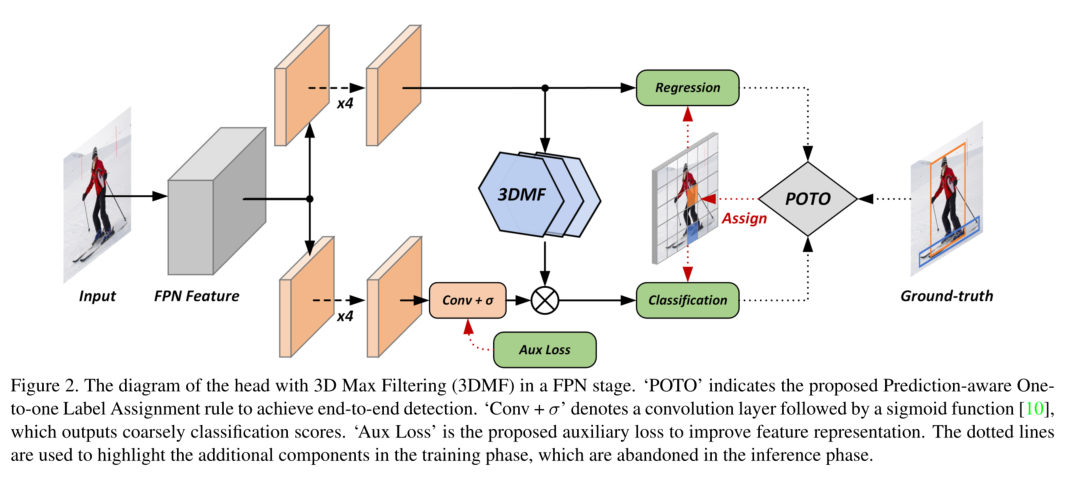 x4
Regression
3DMF
POTO
Assign
Input
FPN Feature
x4
Conv + σ
Classification
Ground-truth
Aux Loss
Figure 2. The diagram of the head with 3D Max Filtering (3DMF) in a FPN stage. ‘POTO’ indicates the proposed Prediction-aware One-
to-one Label Assignment rule to achieve end-to-end detection. ‘Conv + σ’ denotes a convolution layer followed by a sigmoid function [10],
which outputs coarsely classification scores. ‘Aux Loss’ is the proposed auxiliary loss to improve feature representation. The dotted lines
are used to highlight the additional components in the training phase, which are abandoned in the inference phase.